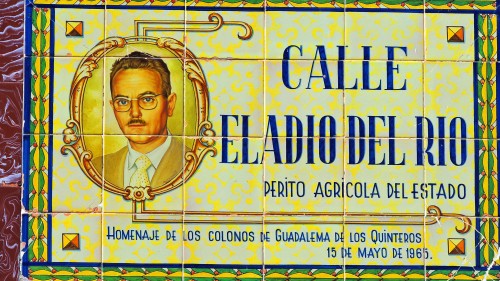 CALLE
ELADIO DEL RIO
PERITO AGRÍCOLA DEL ESTADO
HOMENAJE DE LOS COLONOS DE GUADALEMA DE LOS QUINTEROS
15 DE MAYO DE 1965.